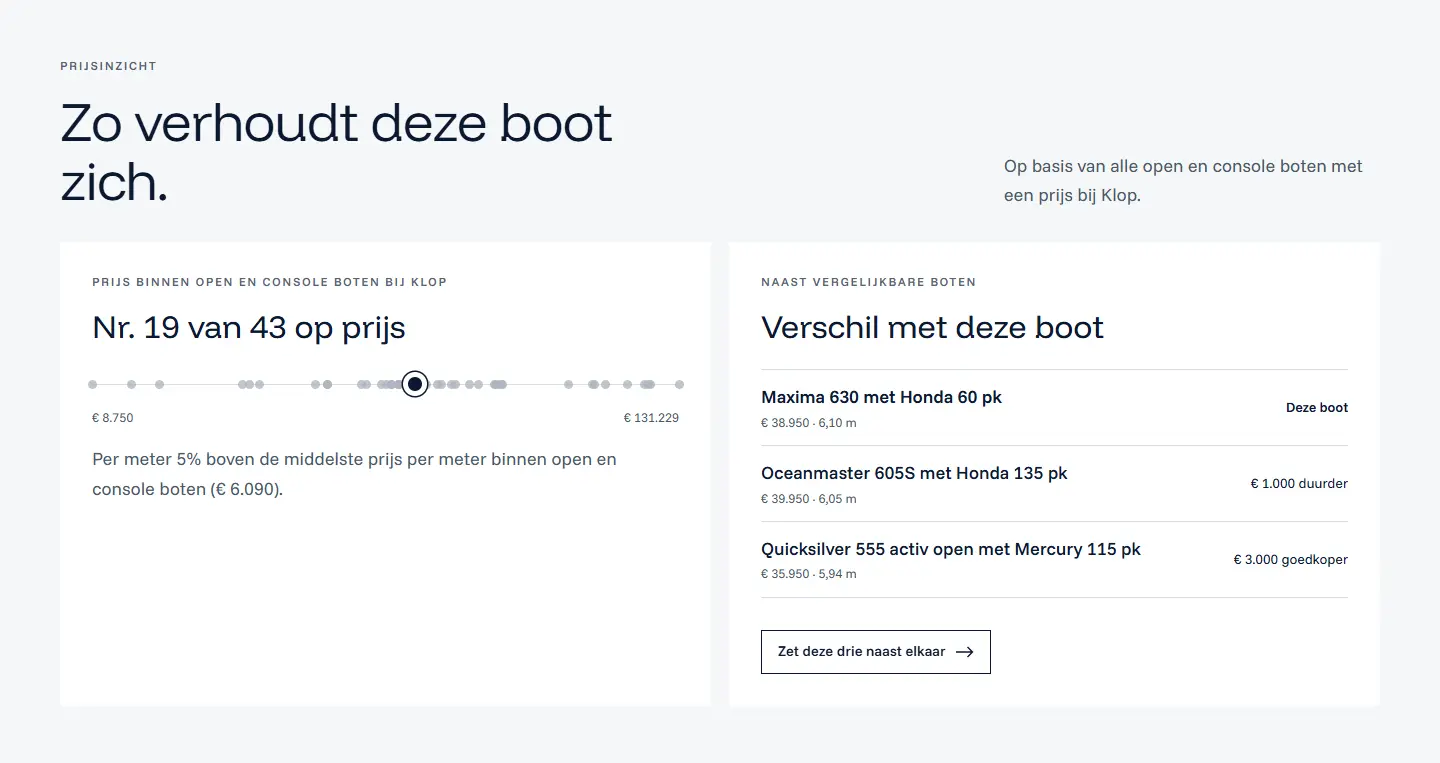 PRIJSINZICHT
Zo verhoudt deze boot
zich.
Op basis van alle open en console boten met
een prijs bij Klop.
PRIJS BINNEN OPEN EN CONSOLE BOTEN BIJ KLOP
Nr. 19 van 43 op prijs
€ 8.750
€ 131.229
Per meter 5% boven de middelste prijs per meter binnen open en
console boten (€ 6.090).
NAAST VERGELIJKBARE BOTEN
Verschil met deze boot
Maxima 630 met Honda 60 pk
€ 38.950 · 6,10 m
Deze boot
Oceanmaster 605S met Honda 135 pk
€ 39.950 · 6,05 m
€ 1.000 duurder
Quicksilver 555 activ open met Mercury 115 pk
€ 35.950 · 5,94 m
€ 3.000 goedkoper
Zet deze drie naast elkaar →